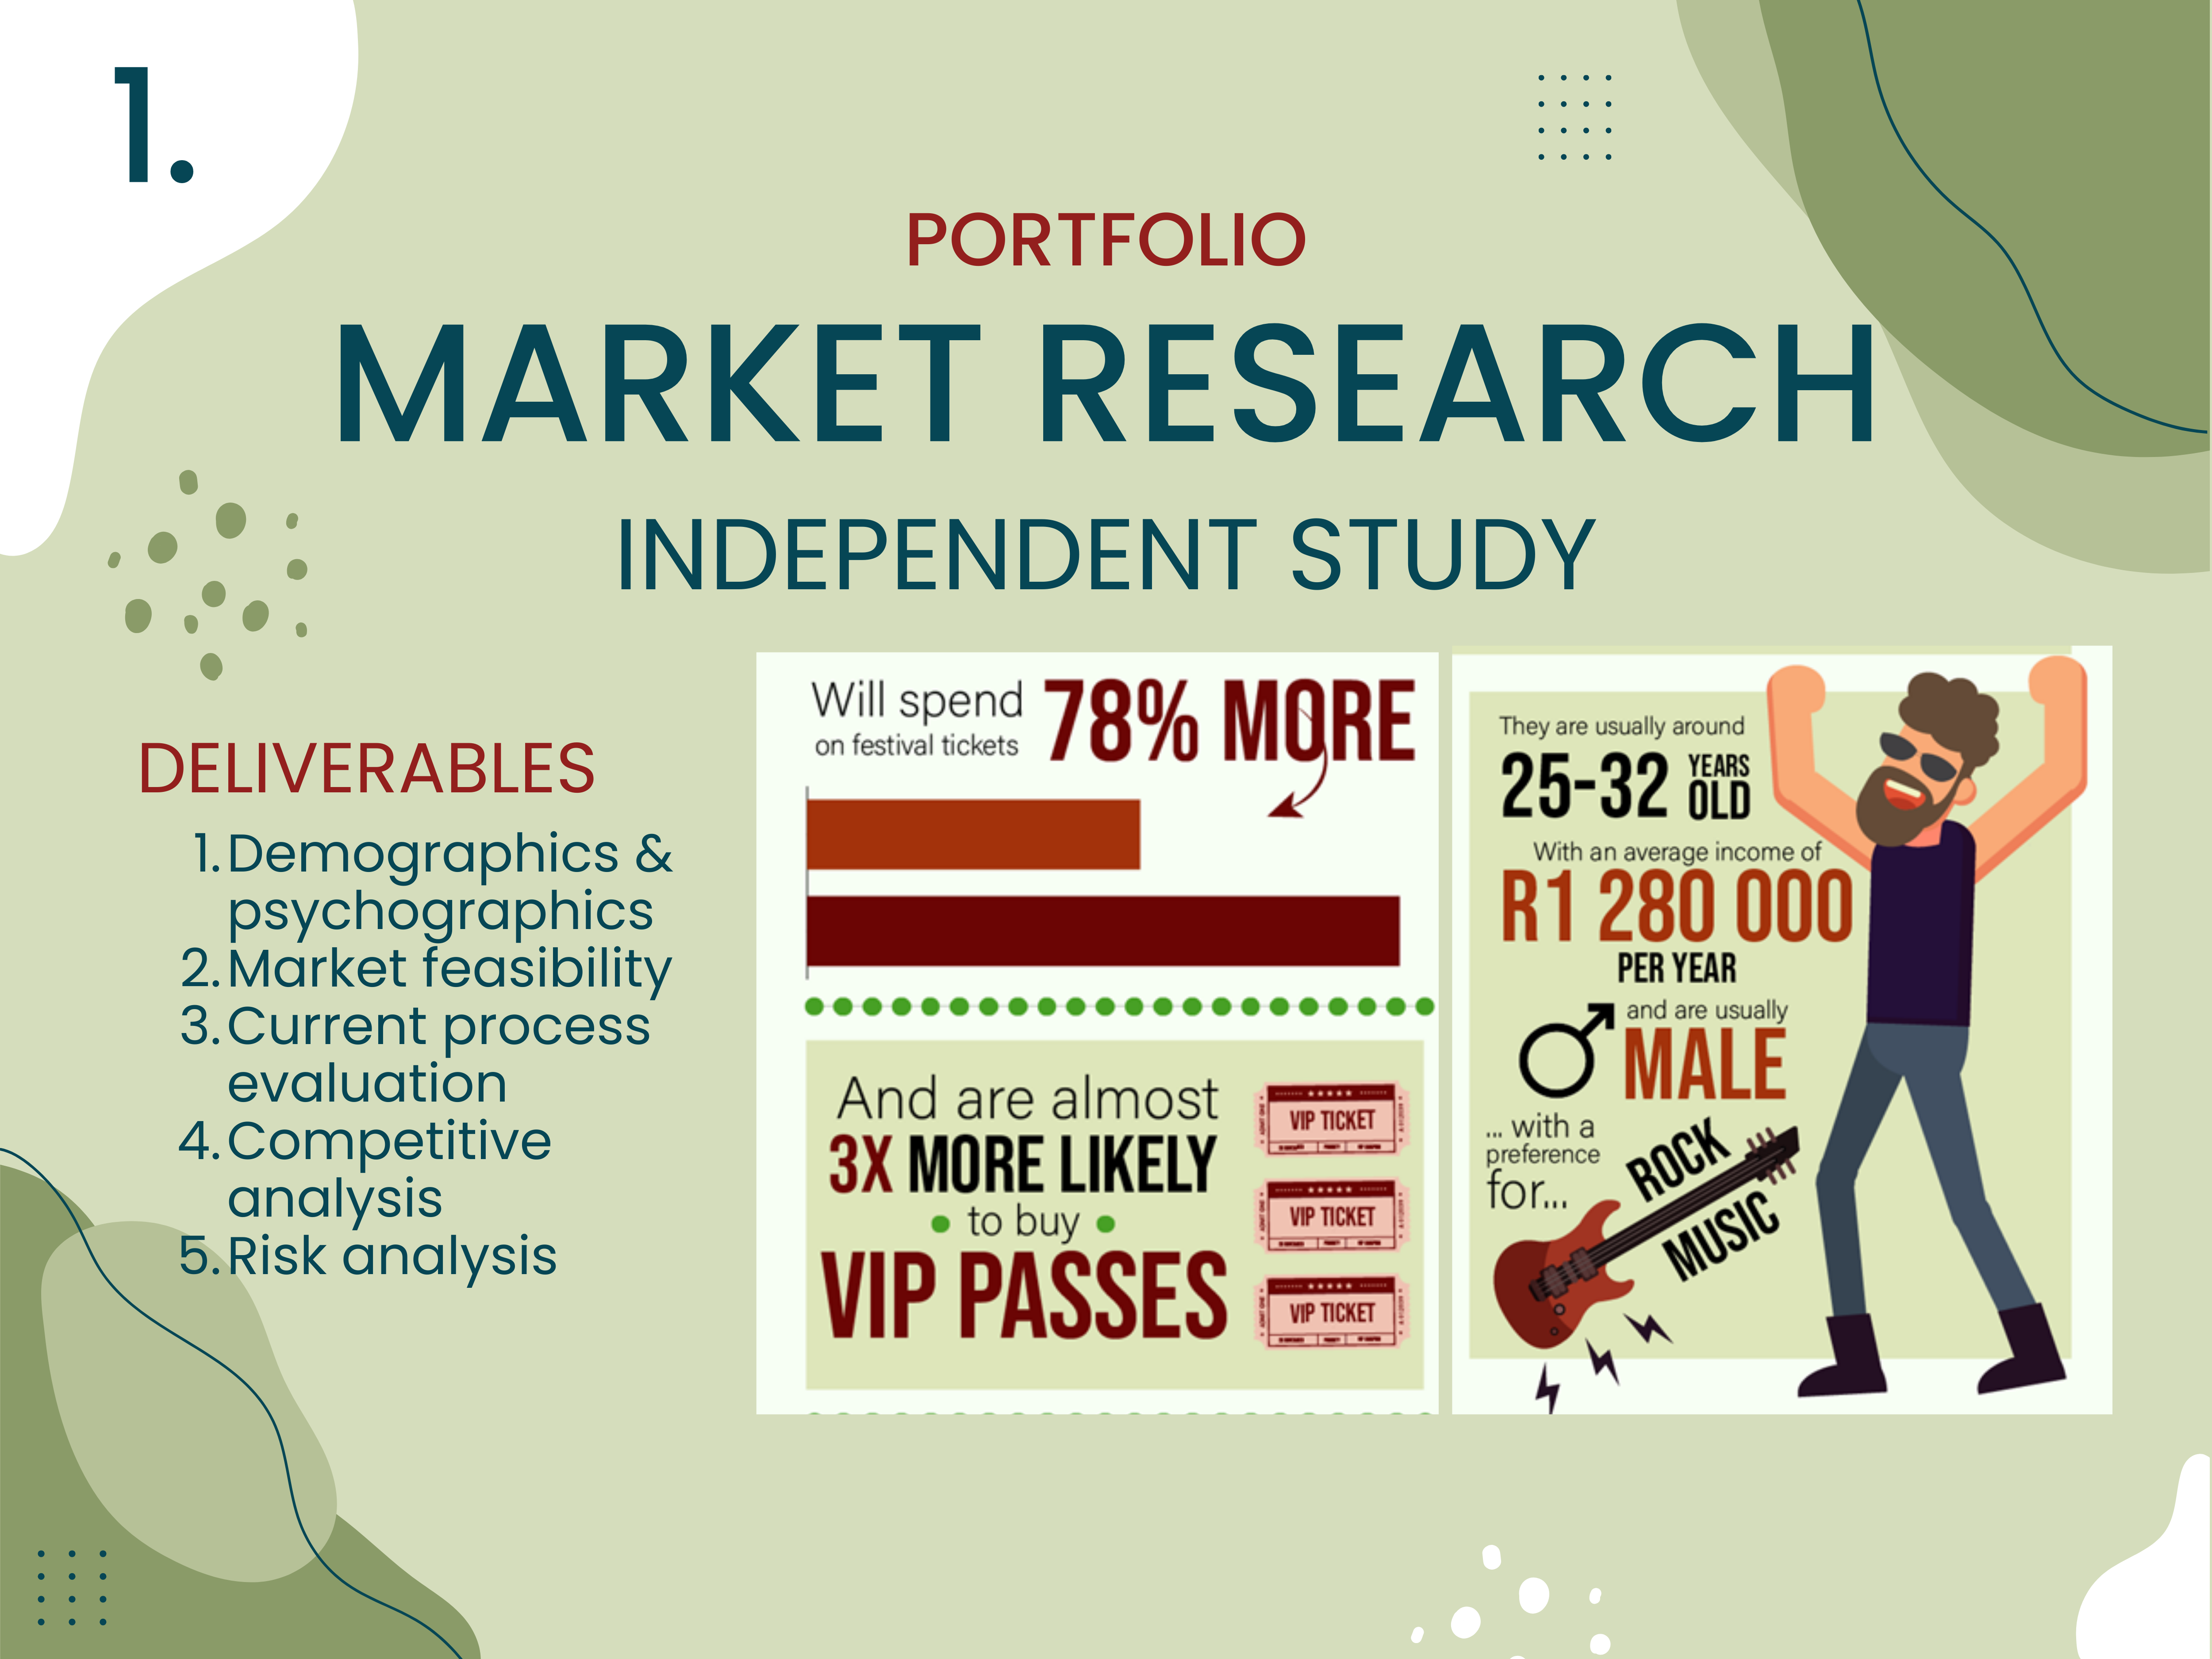 1.
PORTFOLIO
MARKET RESEARCH
INDEPENDENT STUDY
DELIVERABLES
1. Demographics &
psychographics
2. Market feasibility
3. Current process
evaluation
4. Competitive
analysis
5. Risk analysis
Will spend
on festival tickets
78% MORE
And are almost
3X MORE LIKELY
to buy
VIP PASSES
VIP TICKET
VIP TICKET
VIP TICKET
They are usually around
25-32 YEARS
OLD
With an average income of
R1 280 000
PER YEAR
and are usually
MALE
... with a
preference
for...
ROCK
MUSIC